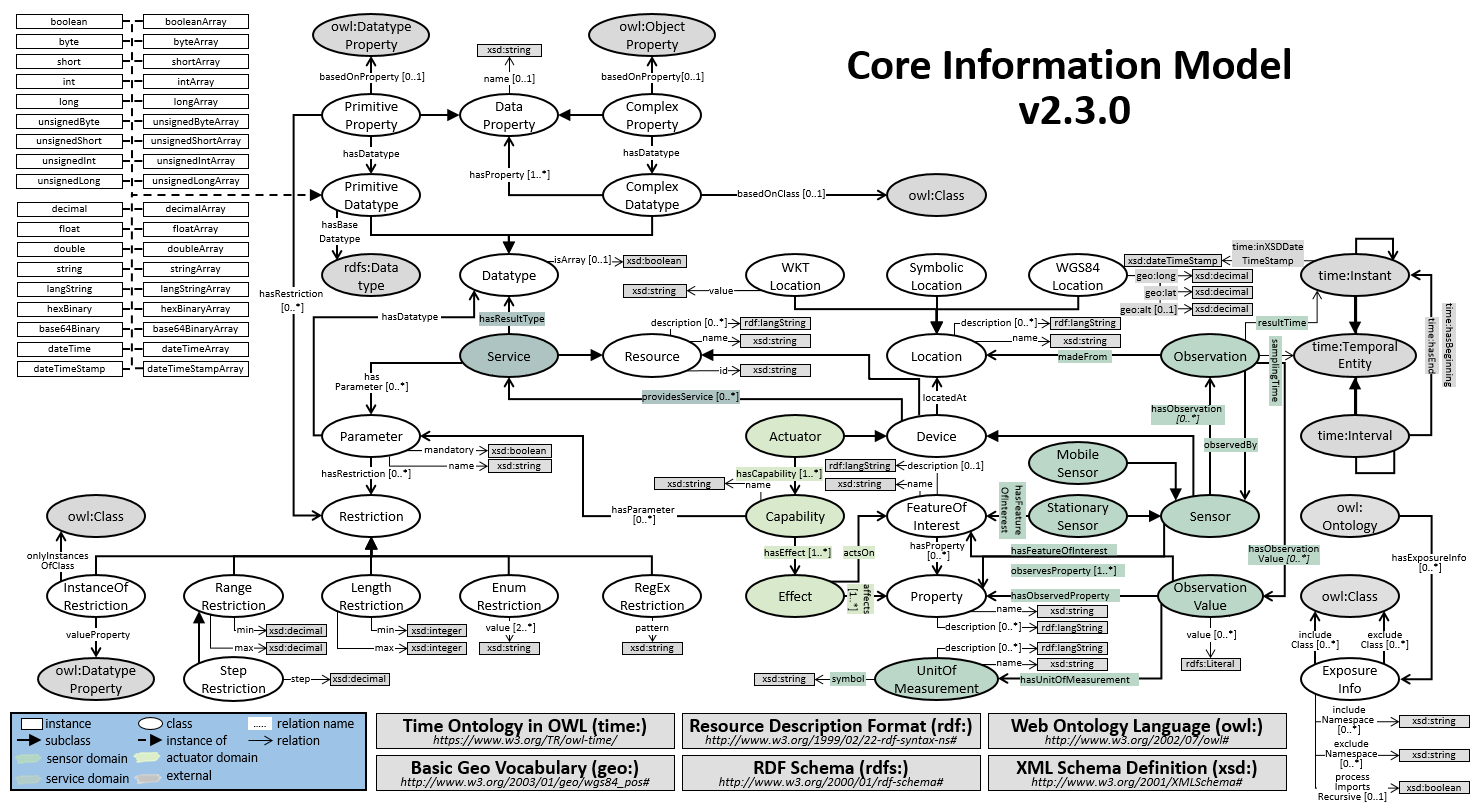 Core Information Model
v2.3.0
boolean
booleanArray
byte
byteArray
short
shortArray
int
intArray
long
longArray
unsignedByte
unsignedByteArray
unsignedShort
unsignedShortArray
unsignedInt
unsignedIntArray
unsignedLong
unsignedLongArray
decimal
decimalArray
float
floatArray
double
doubleArray
string
stringArray
langString
langStringArray
hexBinary
hexBinaryArray
base64Binary
base64BinaryArray
dateTime
dateTimeArray
dateTimeStamp
dateTimeStampArray
owl:Datatype
Property
xsd:string
owl:Object
Property
basedOnProperty [0..1]
name [0..1]
basedOnProperty[0..1]
Primitive
Property
Data
Property
Complex
Property
hasDatatype
hasProperty [1..*]
hasDatatype
Primitive
Datatype
Complex
Datatype
basedOnClass [0..1]
owl:Class
hasBase
Datatype
rdfs:Data
type
Datatype
isArray [0..1]
xsd:boolean
hasRestriction
[0..*]
hasDatatype
hasResultType
WKT
Location
xsd:string
value
Symbolic
Location
WGS84
Location
xsd:dateTimeStamp
time:inXSDDate
TimeStamp
geo:long
xsd:decimal
geo:lat
xsd:decimal
geo:alt [0..1]
xsd:decimal
time:Instant
time:hasBeginning
time:hasEnd
Service
Resource
description [0..*]
rdf:langString
name
xsd:string
id
xsd:string
Location
description [0..*]
rdf:langString
name
xsd:string
madeFrom
Observation
resultTime
samplingTime
time:Temporal
Entity
has
Parameter [0..*]
providesService [0..*]
locatedAt
hasObservation
[0..*]
observedBy
Parameter
mandatory
xsd:boolean
name
xsd:string
hasRestriction [0..*]
Actuator
Device
time:Interval
hasCapability [1..*]
xsd:string
name
rdf:langString
description [0..1]
xsd:string
name
Mobile
Sensor
owl:Class
Restriction
hasParameter
[0..*]
Capability
FeatureOf
Interest
hasFeature
OfInterest
Stationary
Sensor
Sensor
owl:
Ontology
onlyInstances
OfClass
hasEffect [1..*]
actsOn
hasProperty
[0..*]
hasFeatureOfInterest
observesProperty [1..*]
hasObservation
Value [0..*]
hasExposureInfo
[0..*]
InstanceOf
Restriction
Range
Restriction
Length
Restriction
Enum
Restriction
RegEx
Restriction
Effect
affects
[1..*]
Property
hasObservedProperty
Observation
Value
owl:Class
valueProperty
min
xsd:decimal
max
xsd:decimal
min
xsd:integer
max
xsd:integer
value [2..*]
xsd:string
pattern
xsd:string
name
xsd:string
description [0..*]
rdf:langString
description [0..*]
rdf:langString
name
xsd:string
value [0..*]
rdfs:Literal
include
Class [0..*]
exclude
Class [0..*]
owl:Datatype
Property
Step
Restriction
step
xsd:decimal
xsd:string
symbol
UnitOf
Measurement
hasUnitOfMeasurement
Exposure
Info
include
Namespace
[0..*]
xsd:string
exclude
Namespace
[0..*]
xsd:string
process
Imports
Recursive [0..1]
xsd:boolean
instance
class
.....
relation name
subclass
instance of
relation
sensor domain
actuator domain
service domain
external
Time Ontology in OWL (time:)
https://www.w3.org/TR/owl-time/
Resource Description Format (rdf:)
http://www.w3.org/1999/02/22-rdf-syntax-ns#
Web Ontology Language (owl:)
http://www.w3.org/2002/07/owl#
Basic Geo Vocabulary (geo:)
http://www.w3.org/2003/01/geo/wgs84_pos#
RDF Schema (rdfs:)
http://www.w3.org/2000/01/rdf-schema#
XML Schema Definition (xsd:)
http://www.w3.org/2001/XMLSchema#